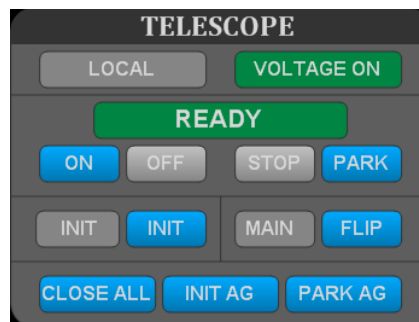 TELESCOPE
LOCAL VOLTAGE ON
READY
ON OFF STOP PARK
INIT INIT MAIN FLIP
CLOSE ALL INIT AG PARK AG